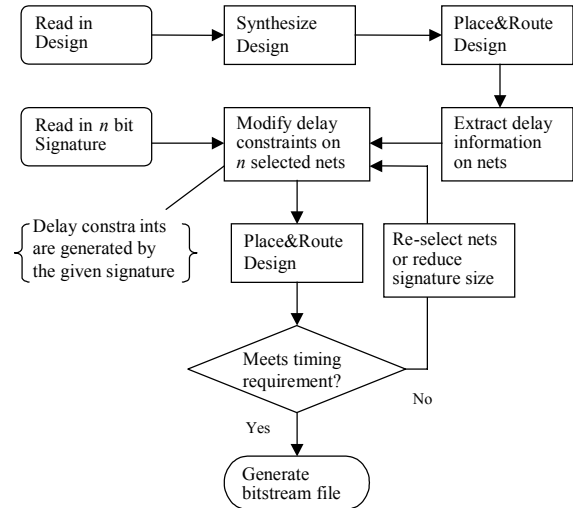 Read in
Design
Synthesize
Design
Place&Route
Design
Read in n bit
Signature
Modify delay
constraints on
n selected nets
Extract delay
information
on nets
Delay constra ints
are generated by
the given signature
Place&Route
Design
Re-select nets
or reduce
signature size
Meets timing
requirement?
No
Yes
Generate
bitstream file